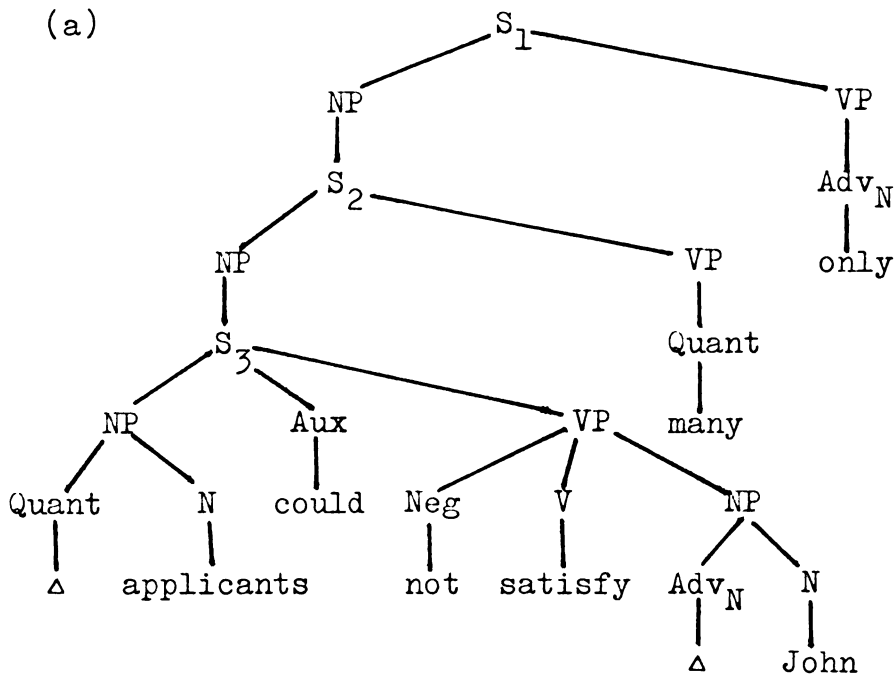 (a)
S1
NP VP
S2 AdvN
NP VP only
S3 Quant
NP Aux VP many
Quant N could Neg V NP
△ applicants not satisfy AdvN N
△ John